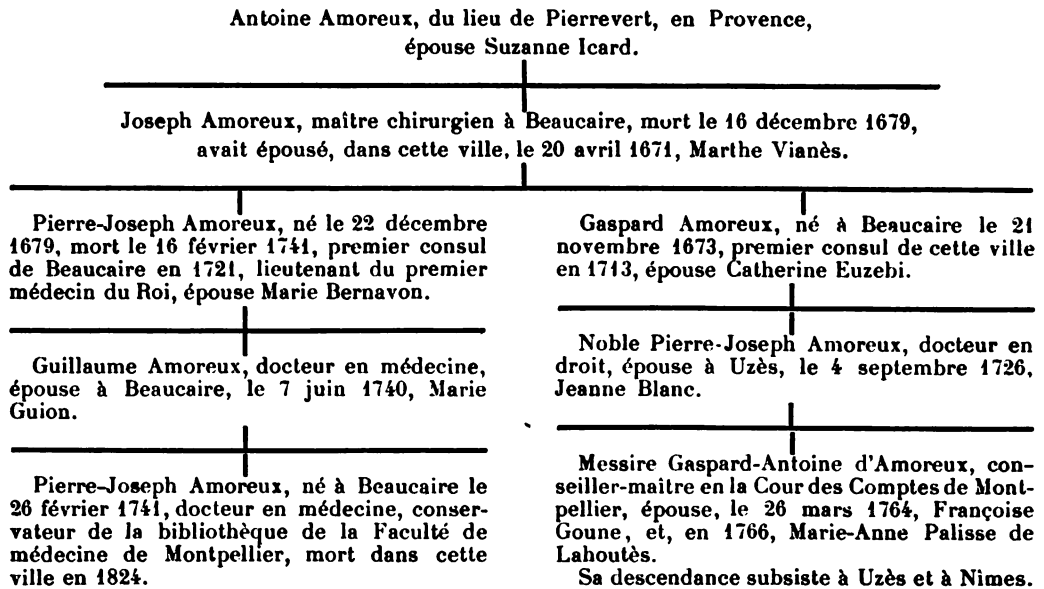 Antoine Amoreux, du lieu de Pierrevert, en Provence,
épouse Suzanne Icard.
Joseph Amoreux, maître chirurgien à Beaucaire, mort le 16 décembre 1679,
avait épousé, dans cette ville, le 20 avril 1671, Marthe Vianès.
Pierre-Joseph Amoreux, né le 22 décembre
1679, mort le 16 février 1741, premier consul
de Beaucaire en 1721, lieutenant du premier
médecin du Roi, épouse Marie Bernavon.
Guillaume Amoreux, docteur en médecine,
épouse à Beaucaire, le 7 juin 1740, Marie
Guion.
Pierre-Joseph Amoreux, né à Beaucaire le
26 février 1741, docteur en médecine, conser-
vateur de la bibliothèque de la Faculté de
médecine de Montpellier, mort dans cette
ville en 1824.
Gaspard Amoreux, né à Beaucaire le 21
novembre 1673, premier consul de cette ville
en 1713, épouse Catherine Euzebi.
Noble Pierre-Joseph Amoreux, docteur en
droit, épouse à Uzès, le 4 septembre 1726,
Jeanne Blanc.
Messire Gaspard-Antoine d'Amoreux, con-
seiller-maître en la Cour des Comptes de Mont-
pellier, épouse, le 26 mars 1764, Françoise
Goune, et, en 1766, Marie-Anne Palisse de
Lahoutès.
Sa descendance subsiste à Uzès et à Nîmes.